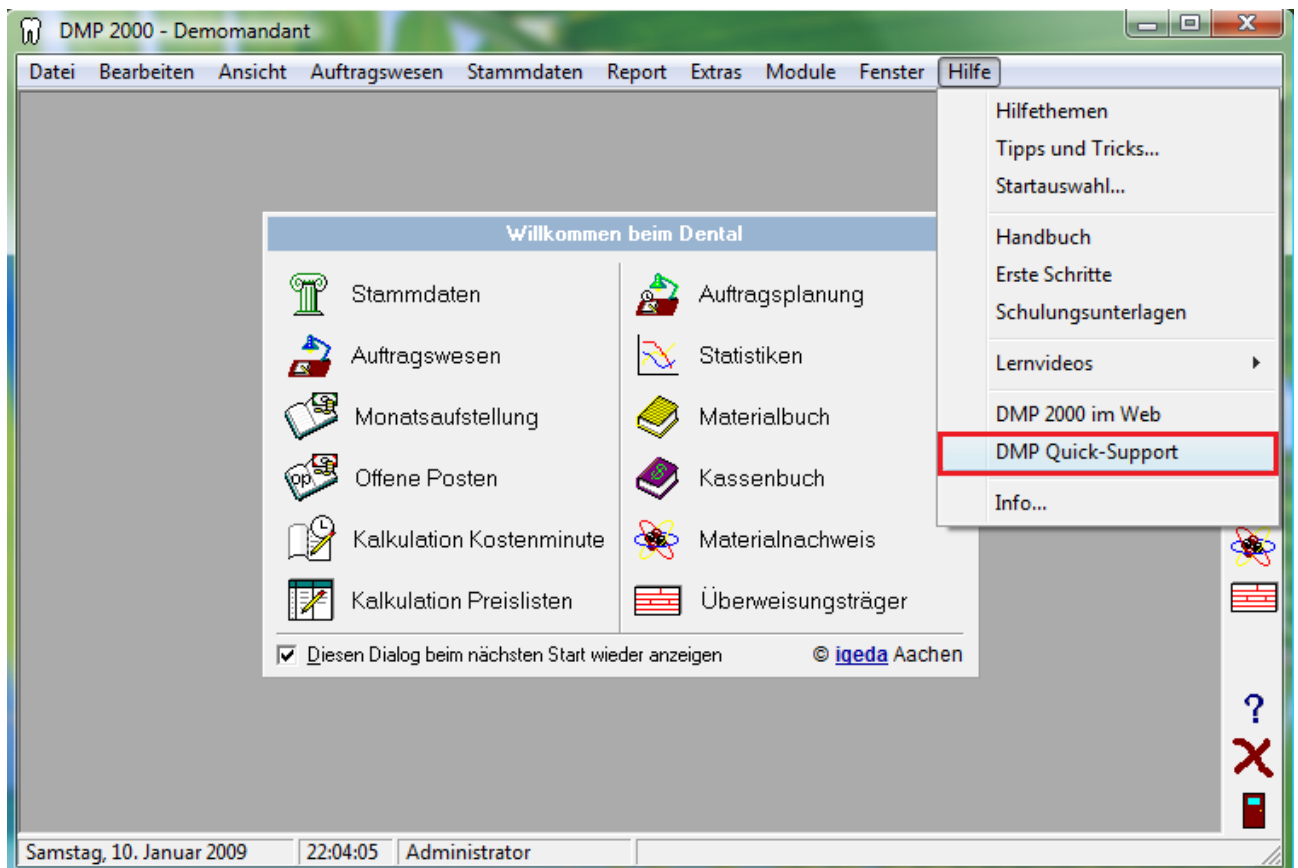 DMP 2000 - Demomandant
Datei Bearbeiten Ansicht Auftragswesen Stammdaten Report Extras Module Fenster Hilfe
Hilfethemen
Tipps und Tricks...
Startauswahl...
Handbuch
Erste Schritte
Schulungsunterlagen
Lernvideos
DMP 2000 im Web
DMP Quick-Support
Info...
Willkommen beim Dental
Stammdaten
Auftragswesen
Monatsaufstellung
Offene Posten
Kalkulation Kostenminute
Kalkulation Preislisten
Auftragsplanung
Statistiken
Materialbuch
Kassenbuch
Materialnachweis
Überweisungsträger
Diesen Dialog beim nächsten Start wieder anzeigen
© iqeda Aachen
Samstag, 10. Januar 2009 22:04:05 Administrator